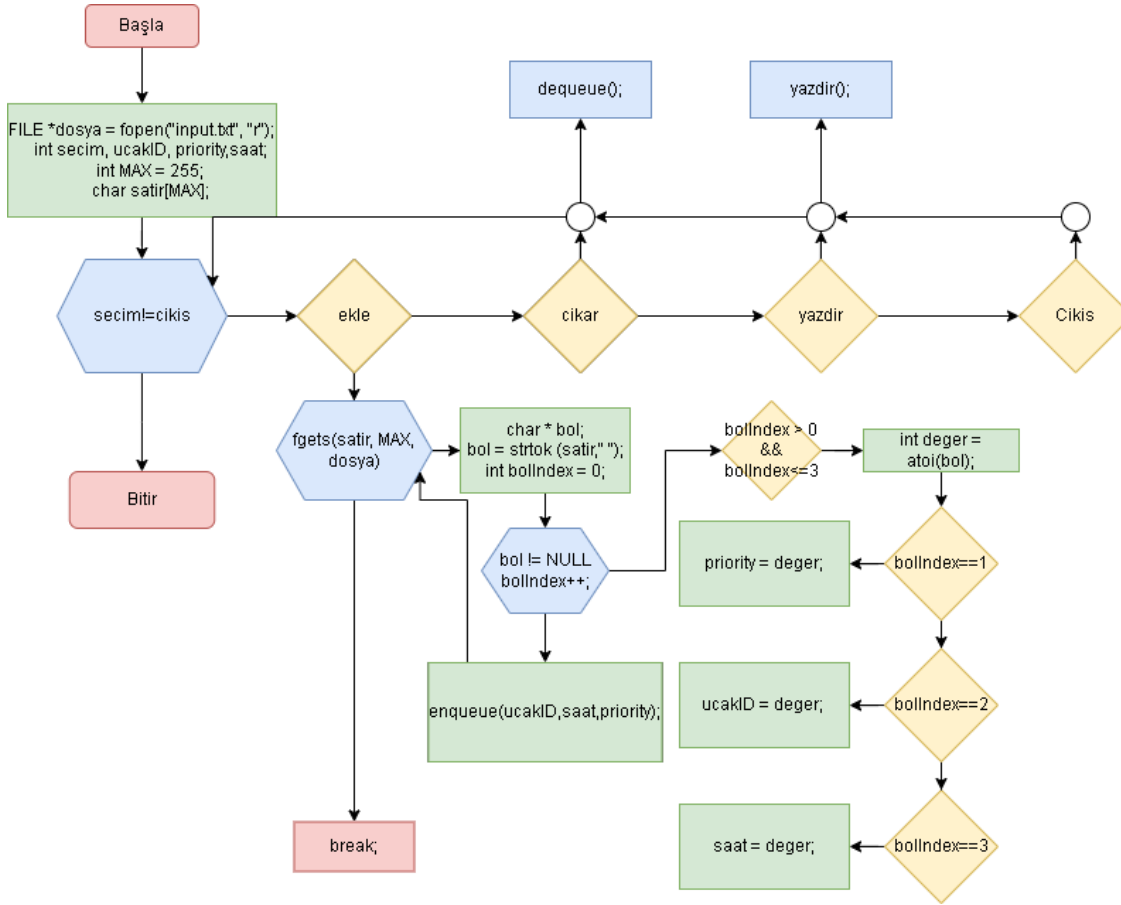 Başla
FILE *dosya = fopen("input.txt", "r");
int secim, ucakID, priority,saat;
int MAX = 255;
char satir[MAX];
dequeue();
yazdir();
secim!=cikis
ekle
cikar
yazdir
Cikis
Bitir
fgets(satir, MAX,
dosya)
char * bol;
bol = strtok (satir," ");
int bolIndex = 0;
bolIndex > 0
&&
bolIndex<=3
int deger =
atoi(bol);
bol != NULL
bolIndex++;
priority = deger;
bolIndex==1
enqueue(ucakID,saat,priority);
ucakID = deger;
bolIndex==2
break;
saat = deger;
bolIndex==3